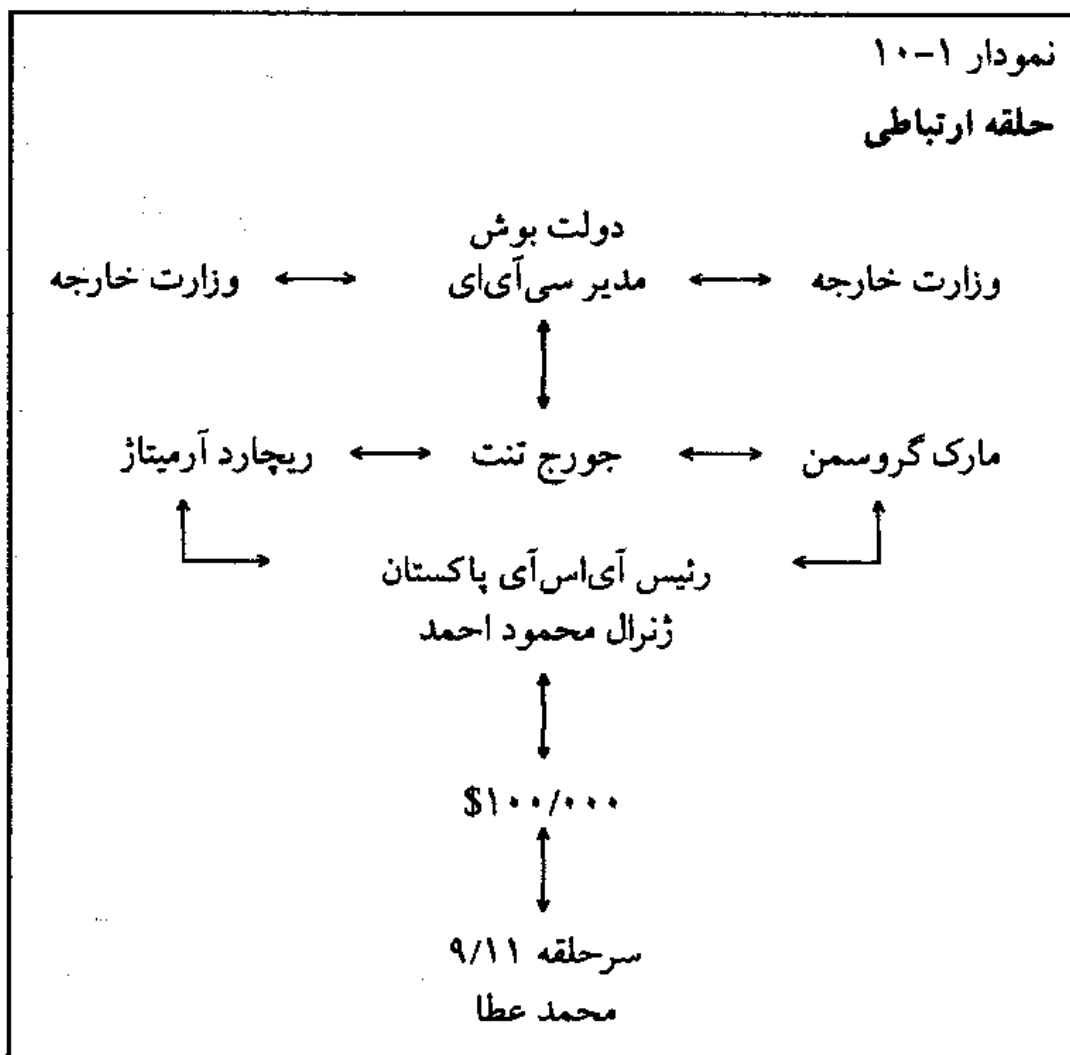 نمودار ۱-۱۰
حلقه ارتباطی
دولت بوش
وزارت خارجه مدیر سی‌آی‌ای وزارت خارجه
مارک گروسمن جورج تنت ریچارد آرمیتاژ
رئیس آی‌اس‌آی پاکستان
ژنرال محمود احمد
$۱۰۰/۰۰۰
سرحلقه ۹/۱۱
محمد عطا